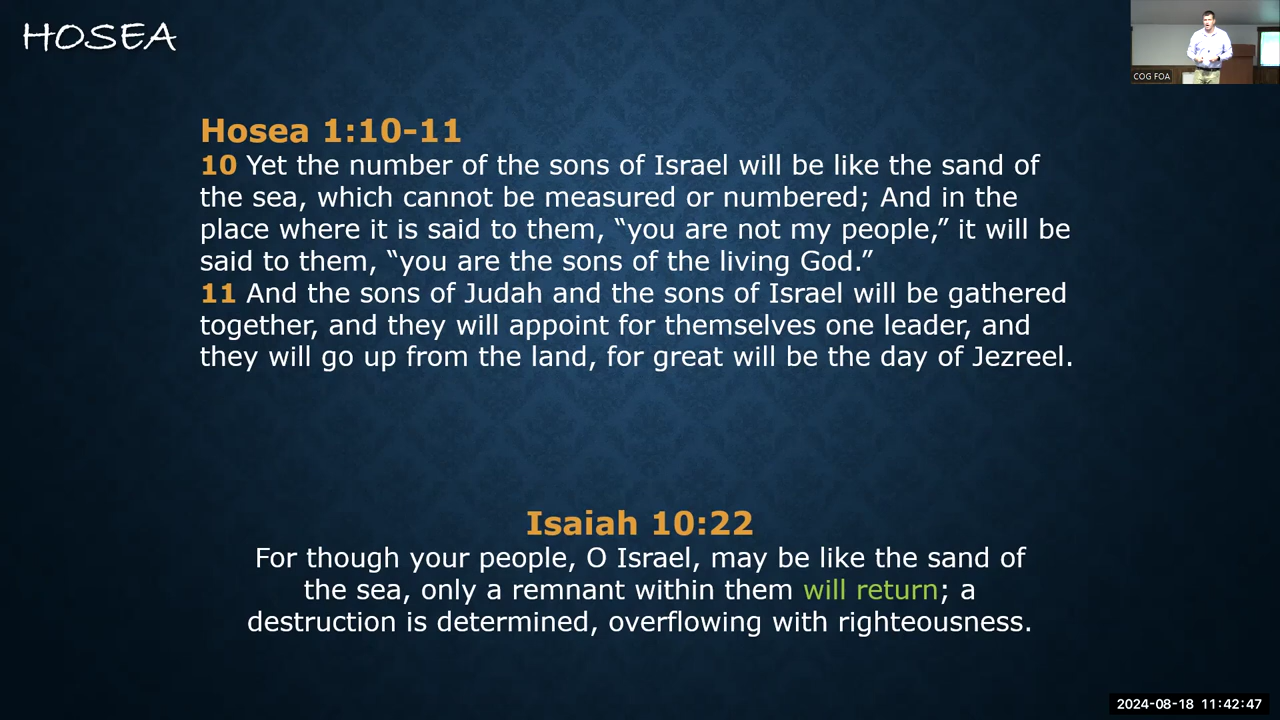 HOSEA
COG FOA
Hosea 1:10-11
10 Yet the number of the sons of Israel will be like the sand of
the sea, which cannot be measured or numbered; And in the
place where it is said to them, “you are not my people,” it will be
said to them, “you are the sons of the living God.”
11 And the sons of Judah and the sons of Israel will be gathered
together, and they will appoint for themselves one leader, and
they will go up from the land, for great will be the day of Jezreel.
Isaiah 10:22
For though your people, O Israel, may be like the sand of
the sea, only a remnant within them will return; a
destruction is determined, overflowing with righteousness.
2024-08-18 11:42:47